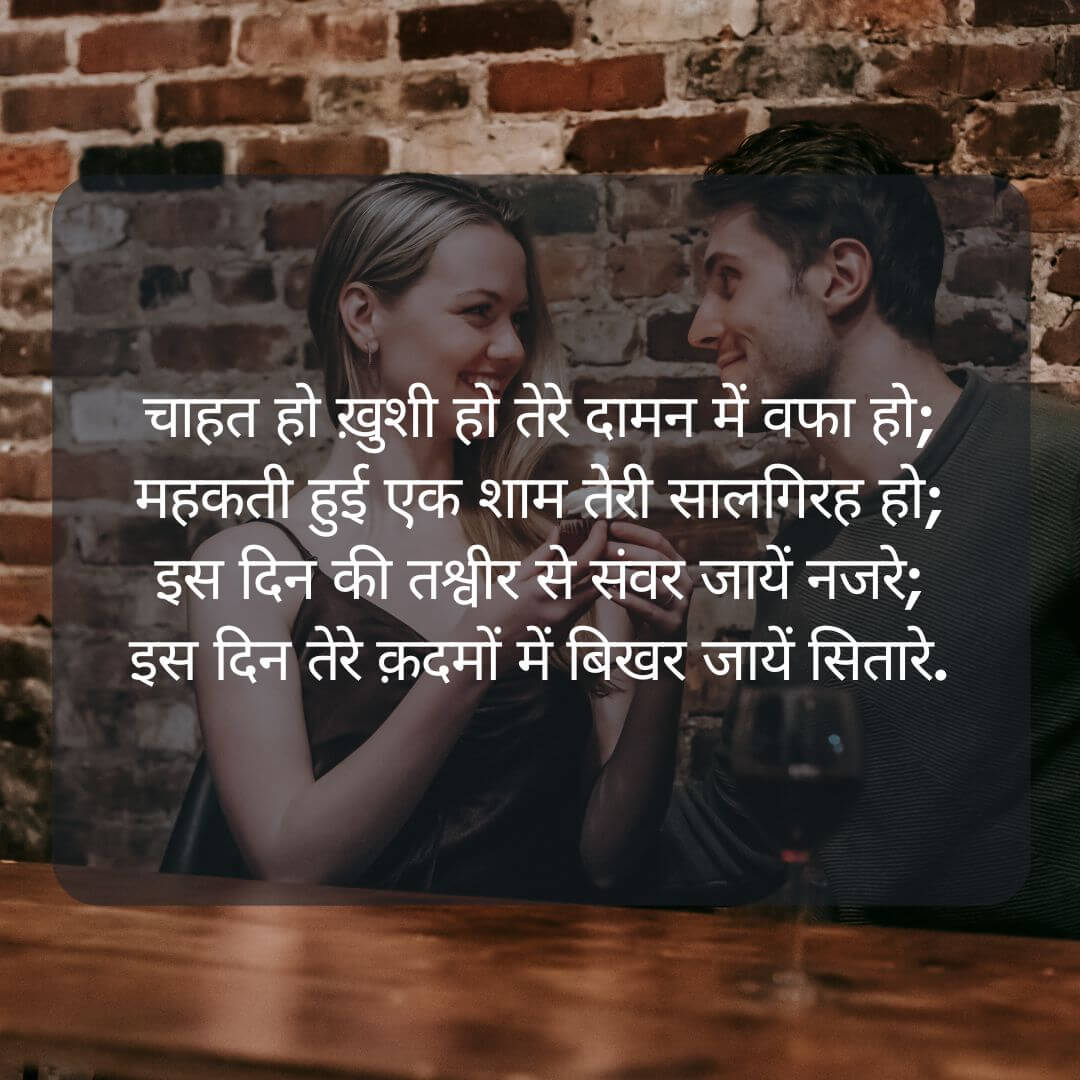 चाहत हो ख़ुशी हो तेरे दामन में वफा हो;
महकती हुई एक शाम तेरी सालगिरह हो;
इस दिन की तश्वीर से संवर जायें नजरे;
इस दिन तेरे क़दमों में बिखर जायें सितारे.